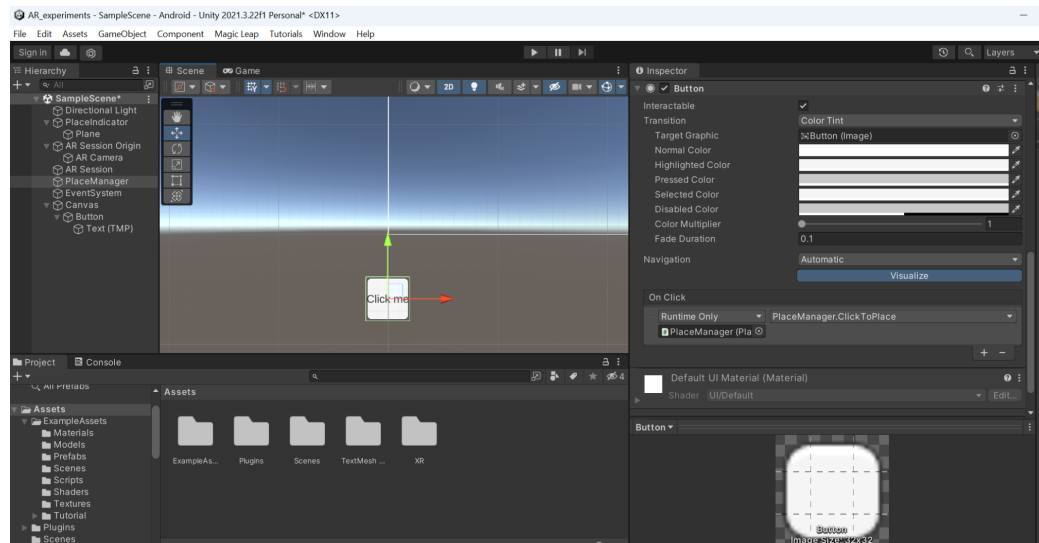 AR_experiments - SampleScene - Android - Unity 2021.3.22f1 Personal* <DX11>
File Edit Assets GameObject Component Magic Leap Tutorials Window Help
Sign in
Layers
Hierarchy
All
SampleScene*
Directional Light
PlaceIndicator
Plane
AR Session Origin
AR Camera
AR Session
PlaceManager
EventSystem
Canvas
Button
Text (TMP)
Scene Game
2D
Click me
Inspector
Button
Interactable
Transition Color Tint
Target Graphic Button (Image)
Normal Color
Highlighted Color
Pressed Color
Selected Color
Disabled Color
Color Multiplier 1
Fade Duration 0.1
Navigation Automatic
Visualize
On Click
Runtime Only PlaceManager.ClickToPlace
PlaceManager (Pla
+ -
Default UI Material (Material)
Shader UI/Default Edit...
Button
Button
Image Size: 32x32
Project Console
4
All Prefabs
Assets
ExampleAssets
Materials
Models
Prefabs
Scenes
Scripts
Shaders
Textures
Tutorial
Plugins
Scenes
Assets
ExampleAs... Plugins Scenes TextMesh ... XR